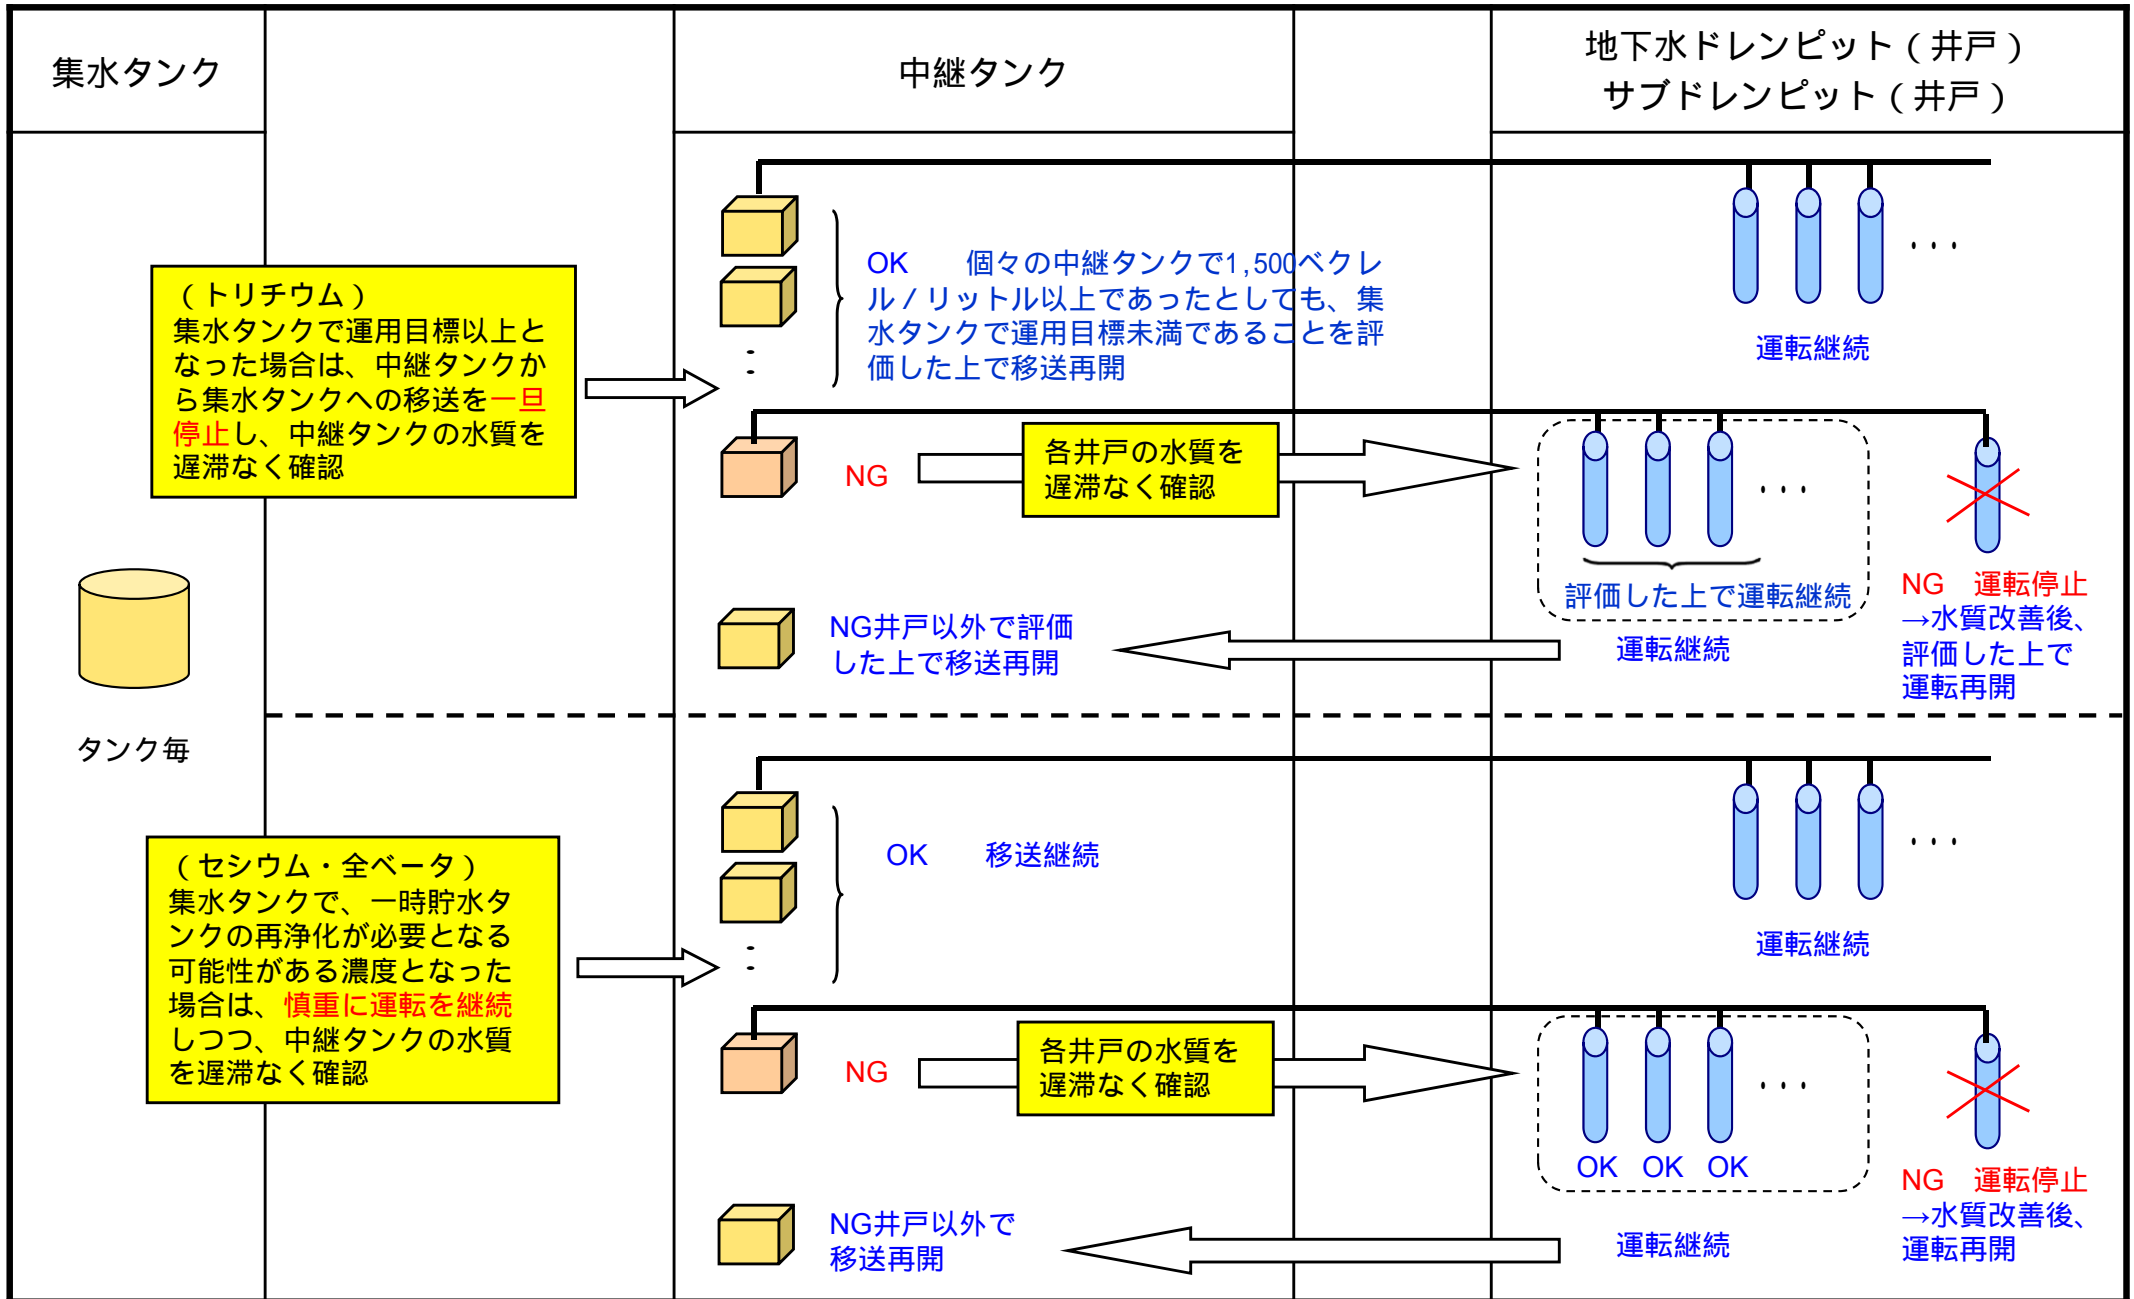 集水タンク
中継タンク
地下水ドレンピット（井戸）
サブドレンピット（井戸）
（トリチウム）
集水タンクで運用目標以上と
なった場合は、中継タンクか
ら集水タンクへの移送を一旦
停止し、中継タンクの水質を
遅滞なく確認
OK　個々の中継タンクで1,500ベクレ
ル／リットル以上であったとしても、集
水タンクで運用目標未満であることを評
価した上で移送再開
・・・
運転継続
NG
各井戸の水質を
遅滞なく確認
・・・
評価した上で運転継続
運転継続
NG　運転停止
→水質改善後、
評価した上で
運転再開
NG井戸以外で評価
した上で移送再開
タンク毎
（セシウム・全ベータ）
集水タンクで、一時貯水タ
ンクの再浄化が必要となる
可能性がある濃度となった
場合は、慎重に運転を継続
しつつ、中継タンクの水質
を遅滞なく確認
OK　移送継続
・・・
運転継続
NG
各井戸の水質を
遅滞なく確認
・・・
OK OK OK
運転継続
NG　運転停止
→水質改善後、
運転再開
NG井戸以外で
移送再開